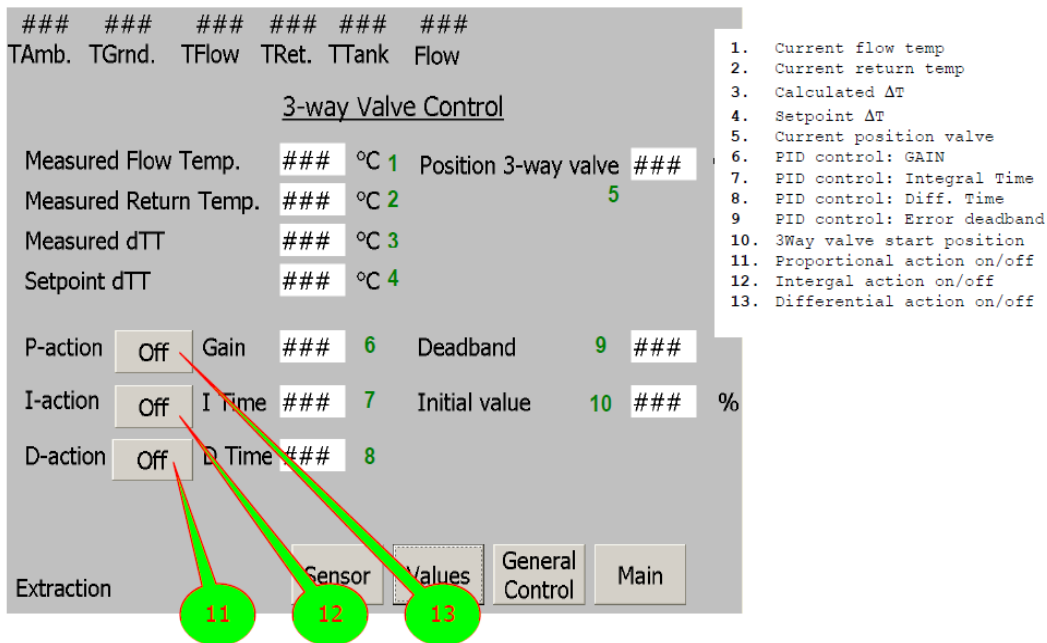 ### ### ### ### ### ###
TAmb. TGrnd. TFlow TRet. TTank Flow
3-way Valve Control
Measured Flow Temp. ### °C 1 Position 3-way valve ###
Measured Return Temp. ### °C 2 5
Measured dTT ### °C 3
Setpoint dTT ### °C 4
P-action Off Gain ### 6 Deadband 9 ###
I-action Off I Time ### 7 Initial value 10 ### %
D-action Off D Time ### 8
Extraction Sensor Values General Control Main
11 12 13
1. Current flow temp
2. Current return temp
3. Calculated ΔT
4. Setpoint ΔT
5. Current position valve
6. PID control: GAIN
7. PID control: Integral Time
8. PID control: Diff. Time
9 PID control: Error deadband
10. 3Way valve start position
11. Proportional action on/off
12. Intergal action on/off
13. Differential action on/off